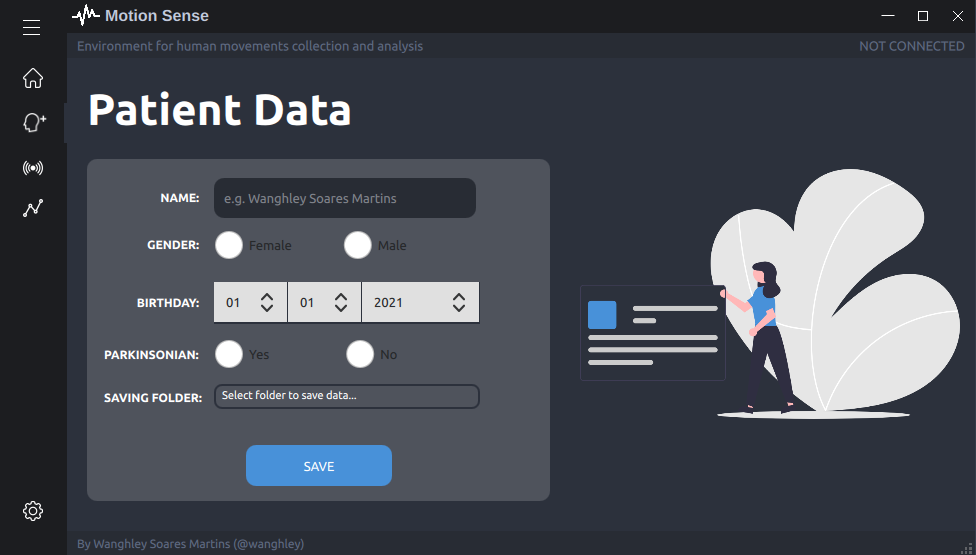 Motion Sense
Environment for human movements collection and analysis
NOT CONNECTED
Patient Data
NAME:
e.g. Wanghley Soares Martins
GENDER:
Female
Male
BIRTHDAY:
01
01
2021
PARKINSONIAN:
Yes
No
SAVING FOLDER:
Select folder to save data...
SAVE
By Wanghley Soares Martins (@wanghley)